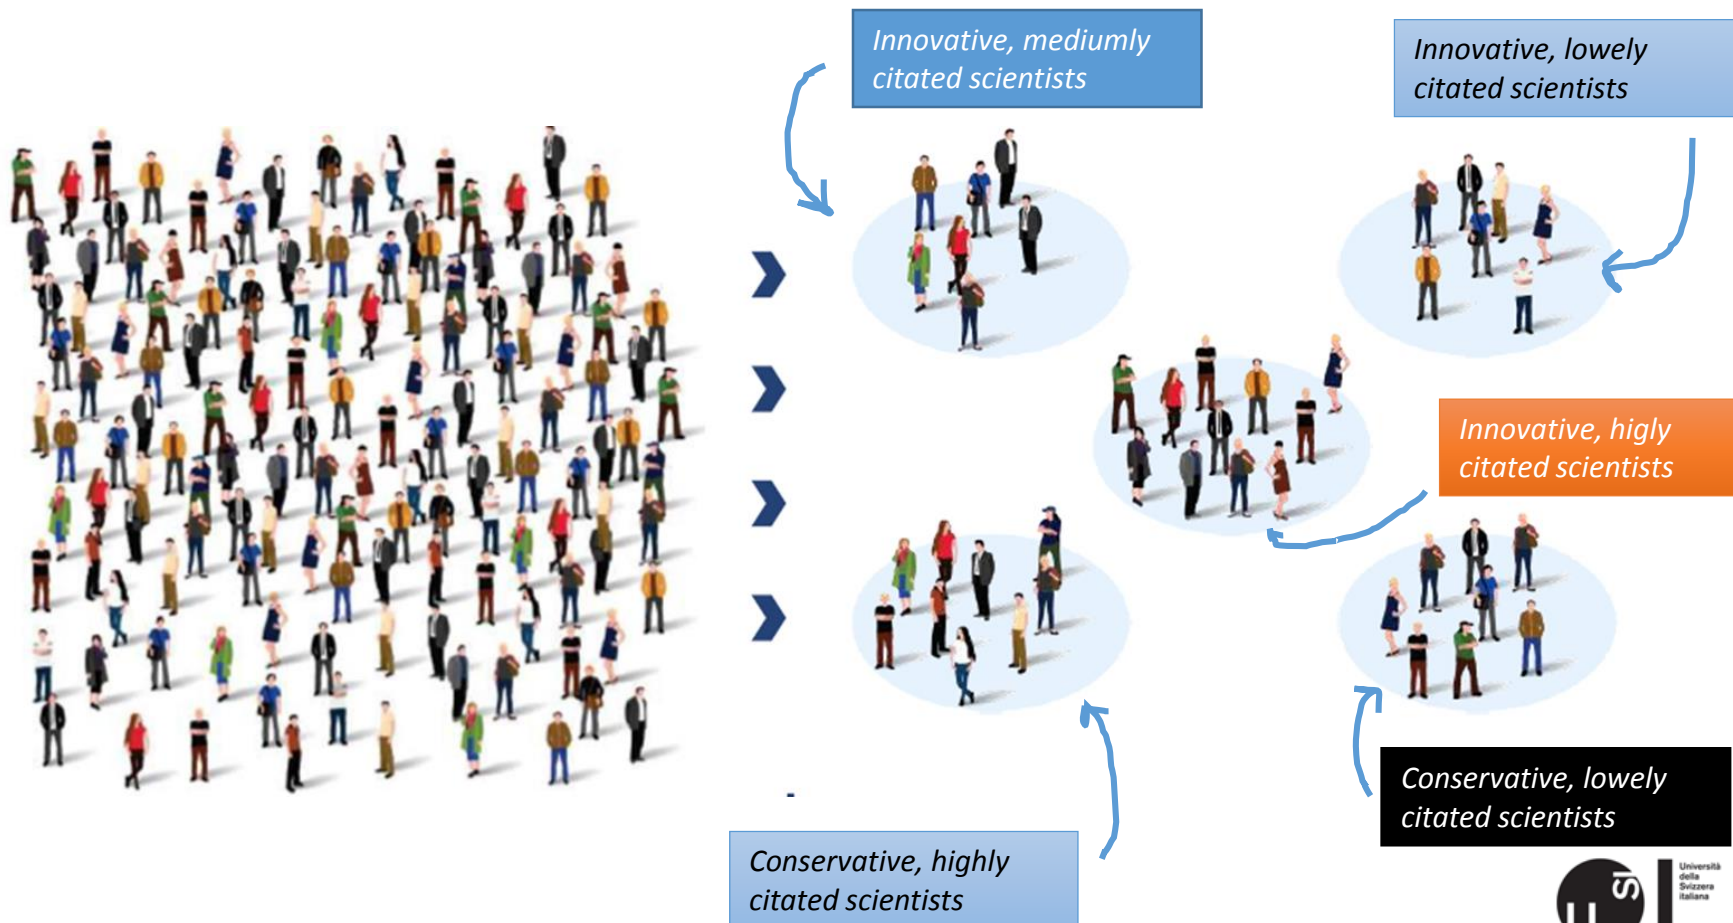 Innovative, mediumly
citated scientists
Innovative, lowely
citated scientists
Innovative, higly
citated scientists
Conservative, lowely
citated scientists
Conservative, highly
citated scientists
SI
Università
della
Svizzera
italiana